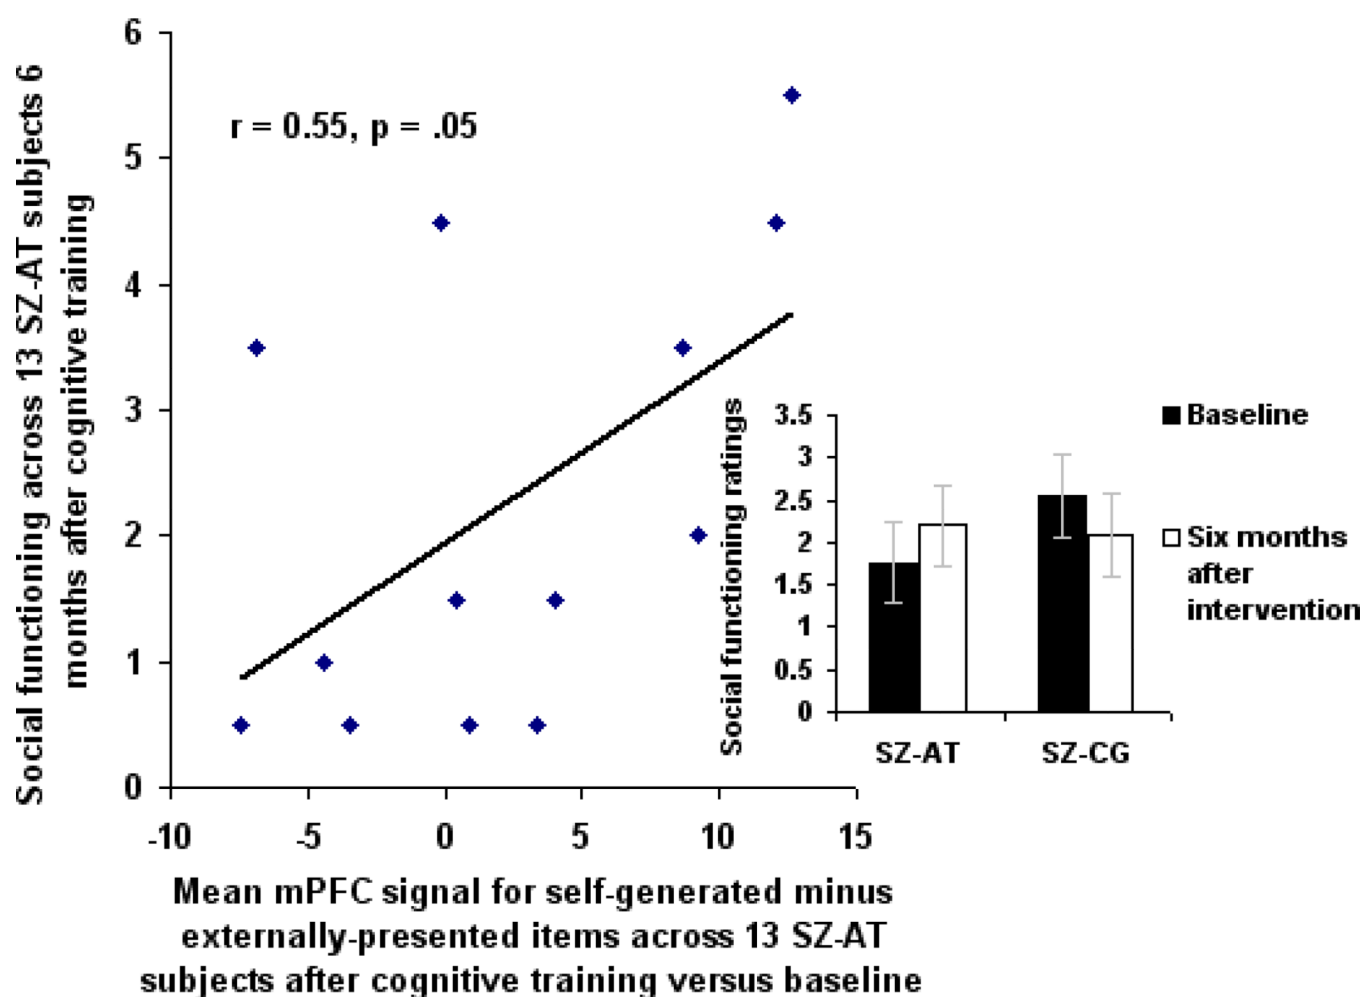 Social functioning across 13 SZ-AT subjects 6
months after cognitive training
6
5
4
3
2
1
0
r = 0.55, p = .05
-10
-5
0
5
10
15
Mean mPFC signal for self-generated minus
externally-presented items across 13 SZ-AT
subjects after cognitive training versus baseline
Social functioning ratings
3.5
3
2.5
2
1.5
1
0.5
0
SZ-AT
SZ-CG
Baseline
Six months
after
intervention